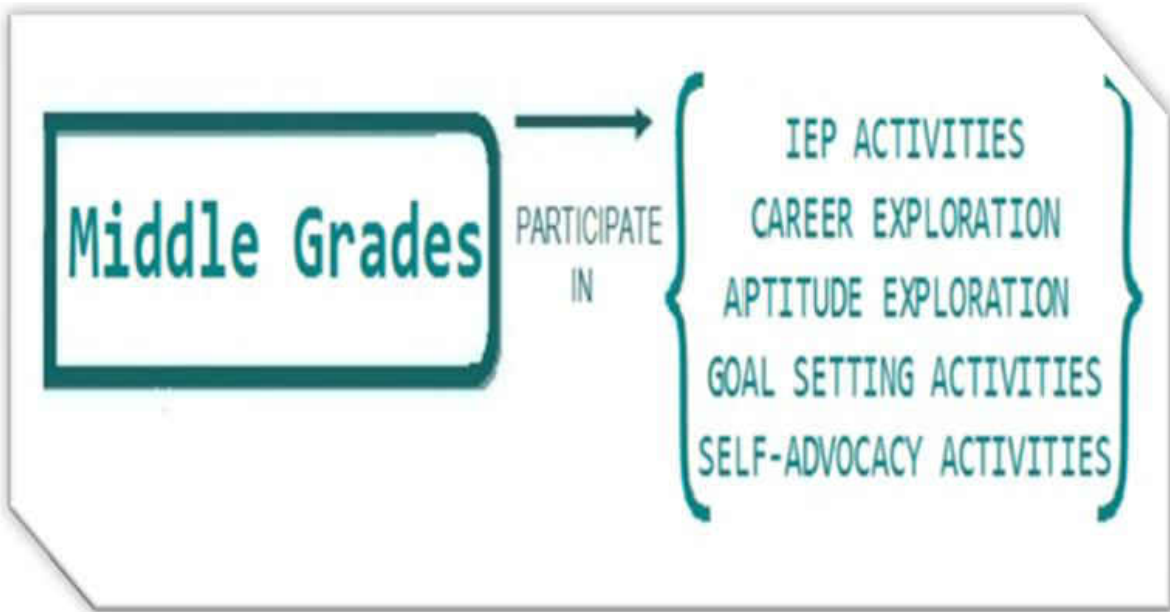 Middle Grades
PARTICIPATE
IN
IEP ACTIVITIES
CAREER EXPLORATION
APTITUDE EXPLORATION
GOAL SETTING ACTIVITIES
SELF-ADVOCACY ACTIVITIES